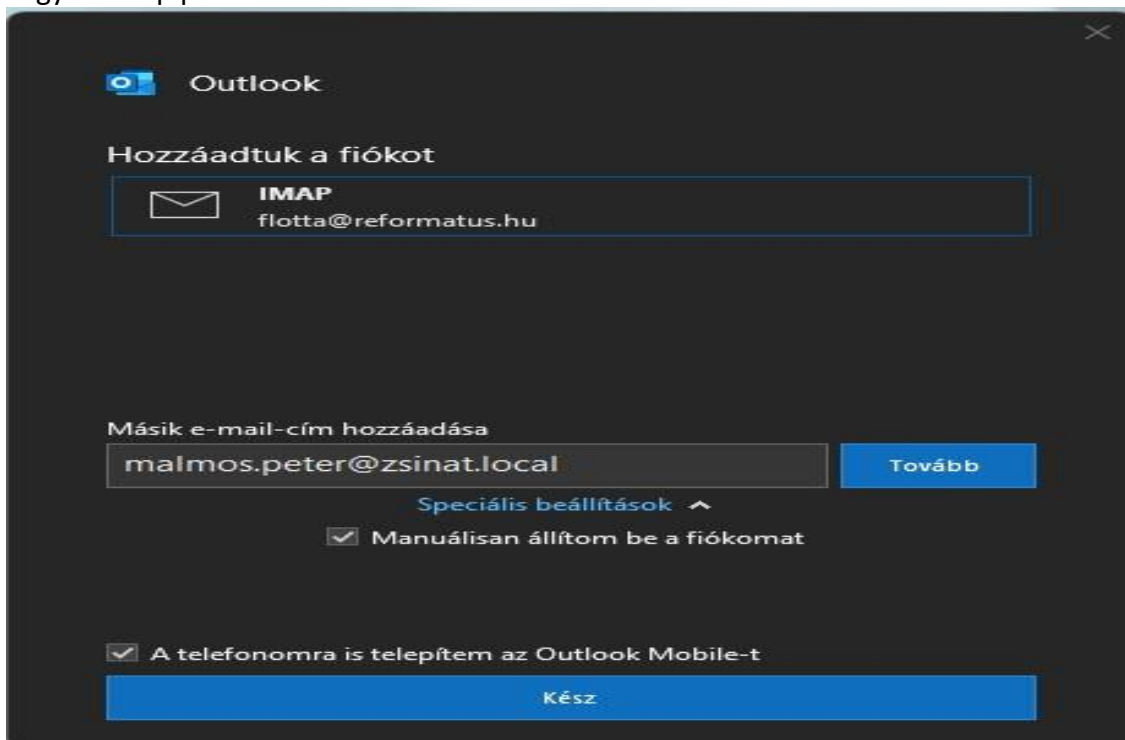 Outlook
Hozzáadtuk a fiókot
IMAP
flotta@reformatus.hu
Másik e-mail-cím hozzáadása
malmos.peter@zsinat.local
Tovább
Speciális beállítások
Manuálisan állítom be a fiókomat
A telefonomra is telepítem az Outlook Mobile-t
Kész